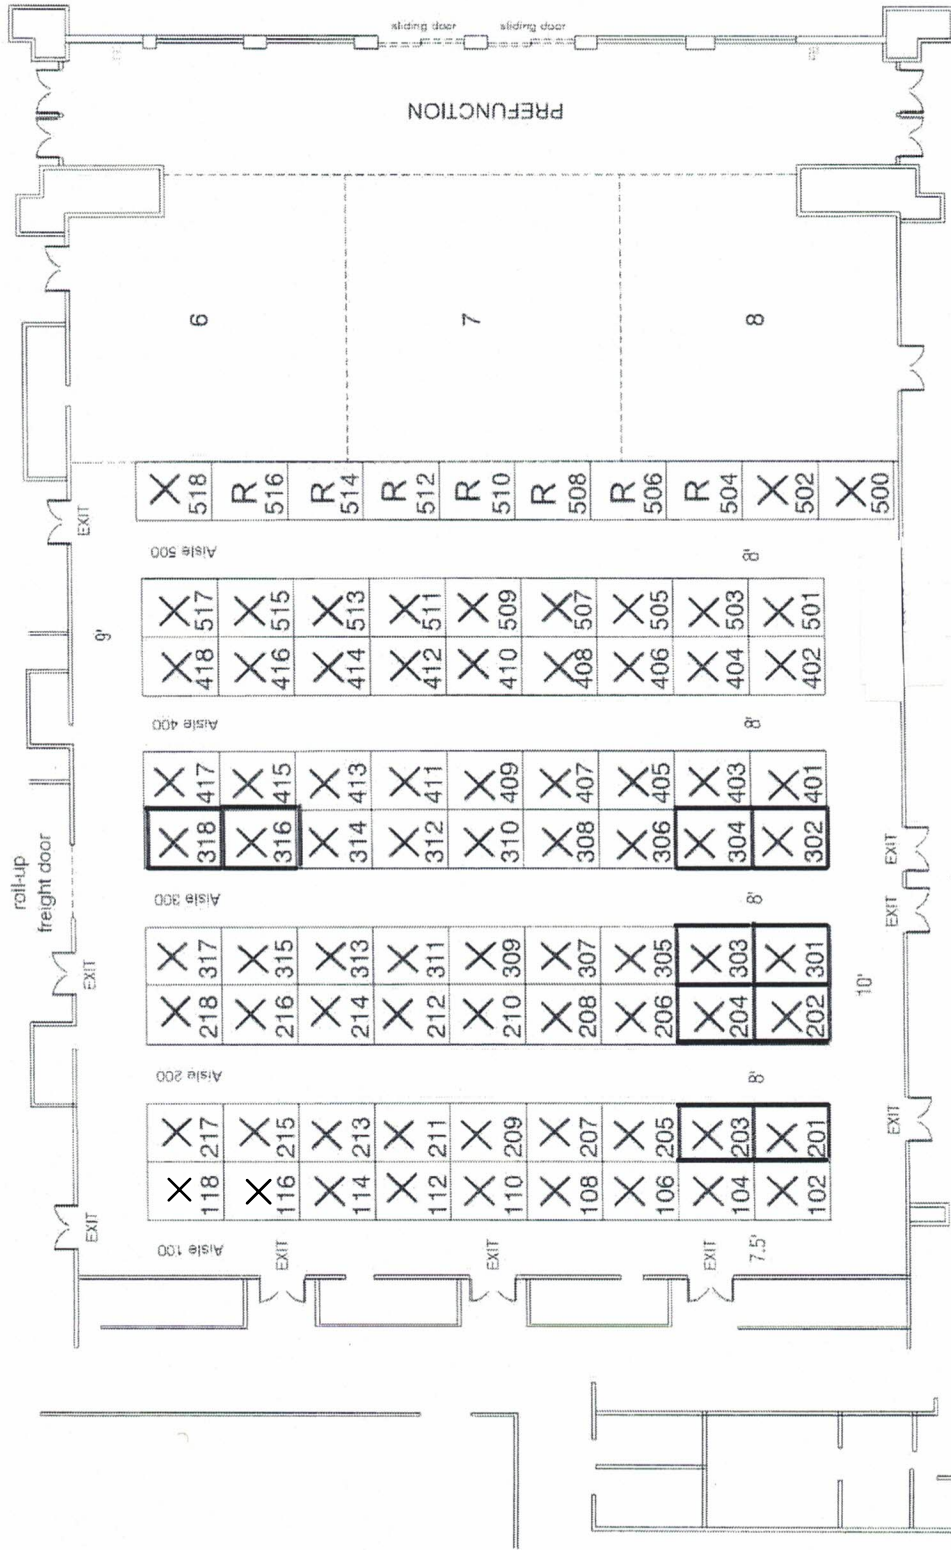 sliding door
sliding door
PREFUNCTION
6
7
8
X 518
R 516
R 514
R 512
R 510
R 508
R 506
R 504
X 502
X 500
EXIT
Aisle 500
8'
9'
X 517
X 515
X 513
X 511
X 509
X 507
X 505
X 503
X 501
X 418
X 416
X 414
X 412
X 410
X 408
X 406
X 404
X 402
Aisle 400
8'
X 417
X 415
X 413
X 411
X 409
X 407
X 405
X 403
X 401
X 318
X 316
X 314
X 312
X 310
X 308
X 306
X 304
X 302
roll-up
freight door
EXIT
Aisle 300
8'
EXIT
EXIT
10'
X 317
X 315
X 313
X 311
X 309
X 307
X 305
X 303
X 301
X 218
X 216
X 214
X 212
X 210
X 208
X 206
X 204
X 202
Aisle 200
8'
X 217
X 215
X 213
X 211
X 209
X 207
X 205
X 203
X 201
EXIT
X 118
X 116
X 114
X 112
X 110
X 108
X 106
X 104
X 102
EXIT
Aisle 100
EXIT
EXIT
EXIT
7.5'